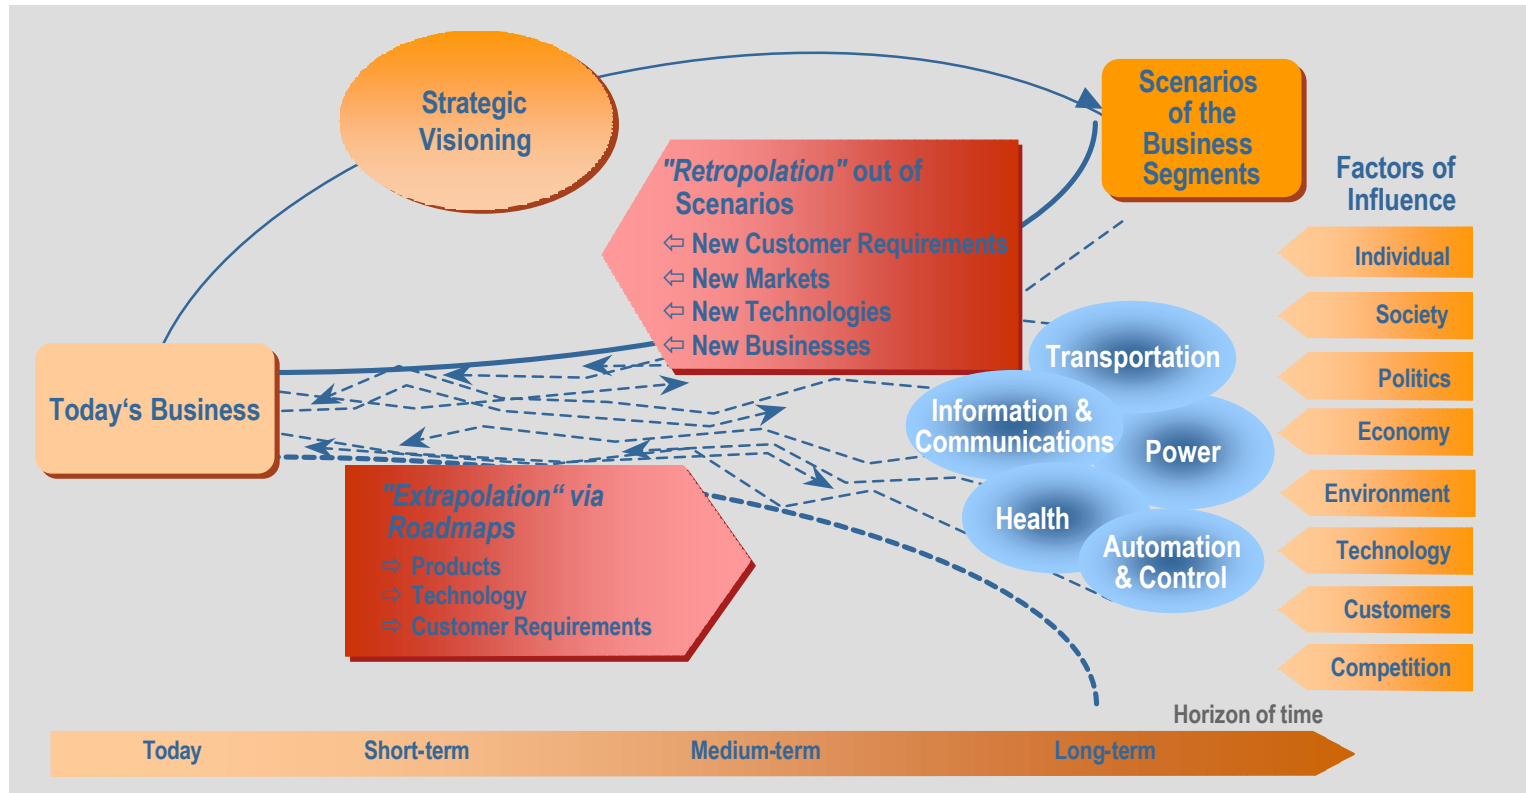 Strategic
Visioning
Scenarios
of the
Business
Segments
"Retropolation" out of
Scenarios
⇦ New Customer Requirements
⇦ New Markets
⇦ New Technologies
⇦ New Businesses
Factors of
Influence
Individual
Society
Politics
Economy
Environment
Technology
Customers
Competition
Today‘s Business
Transportation
Information &
Communications
Power
Health
Automation
& Control
"Extrapolation“ via
Roadmaps
⇨ Products
⇨ Technology
⇨ Customer Requirements
Horizon of time
Today Short-term Medium-term Long-term